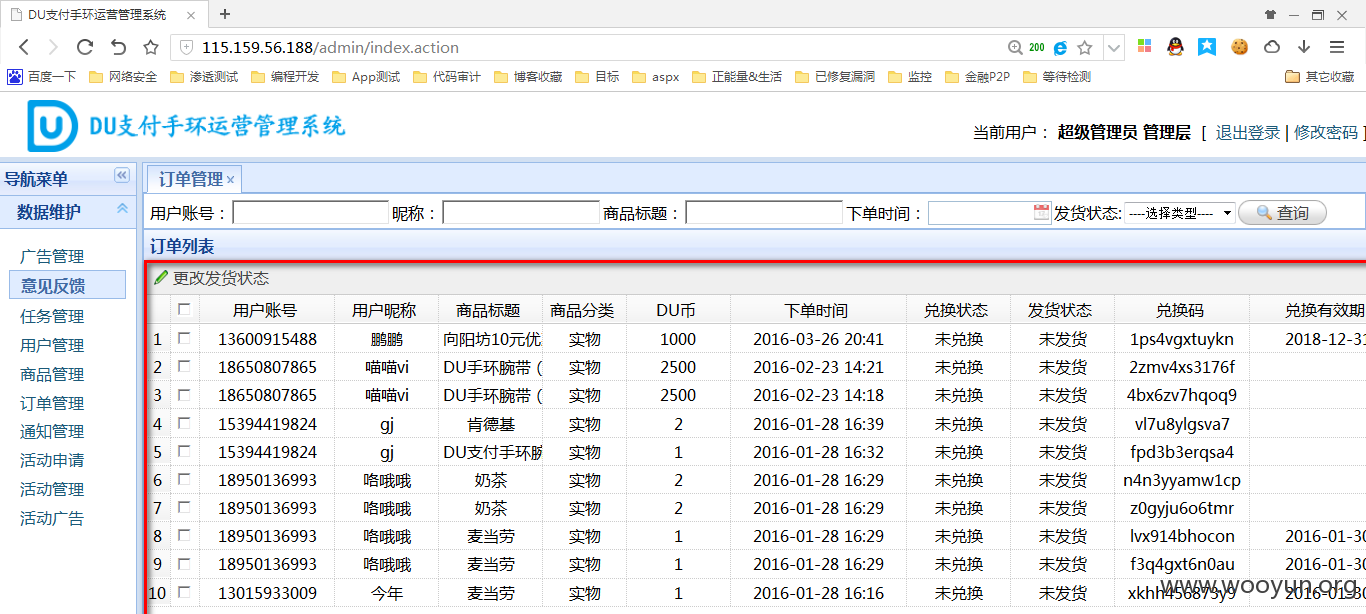 DU支付手环运营管理系统
115.159.56.188/admin/index.action 200
百度一下 网络安全 渗透测试 编程开发 App测试 代码审计 博客收藏 目标 aspx 正能量&生活 已修复漏洞 监控 金融P2P 等待检测 其它收藏
DU支付手环运营管理系统
当前用户： 超级管理员 管理层 [ 退出登录 | 修改密码 ]
导航菜单
数据维护
广告管理
意见反馈
任务管理
用户管理
商品管理
订单管理
通知管理
活动申请
活动管理
活动广告
订单管理
用户账号： 昵称： 商品标题： 下单时间： 发货状态: ----选择类型---- 查询
订单列表
更改发货状态
用户账号 用户昵称 商品标题 商品分类 DU币 下单时间 兑换状态 发货状态 兑换码 兑换有效期
1 13600915488 鹏鹏 向阳坊10元优 实物 1000 2016-03-26 20:41 未兑换 未发货 1ps4vgxtuykn 2018-12-31
2 18650807865 喵喵vi DU手环腕带 ( 实物 2500 2016-02-23 14:21 未兑换 未发货 2zmv4xs3176f
3 18650807865 喵喵vi DU手环腕带 ( 实物 2500 2016-02-23 14:18 未兑换 未发货 4bx6zv7hqoq9
4 15394419824 gj 肯德基 实物 2 2016-01-28 16:39 未兑换 未发货 vl7u8ylgsva7
5 15394419824 gj DU支付手环腕 实物 1 2016-01-28 16:32 未兑换 未发货 fpd3b3erqsa4
6 18950136993 咯哦哦 奶茶 实物 2 2016-01-28 16:29 未兑换 未发货 n4n3yyamw1cp
7 18950136993 咯哦哦 奶茶 实物 2 2016-01-28 16:29 未兑换 未发货 z0gyju6o6tmr
8 18950136993 咯哦哦 麦当劳 实物 1 2016-01-28 16:29 未兑换 未发货 lvx914bhocon 2016-01-30
9 18950136993 咯哦哦 麦当劳 实物 1 2016-01-28 16:29 未兑换 未发货 f3q4gxt6n0au 2016-01-30
10 13015933009 今年 麦当劳 实物 1 2016-01-28 16:16 未兑换 未发货 xkhh456875y9 2016-01-30
www.wooyun.org